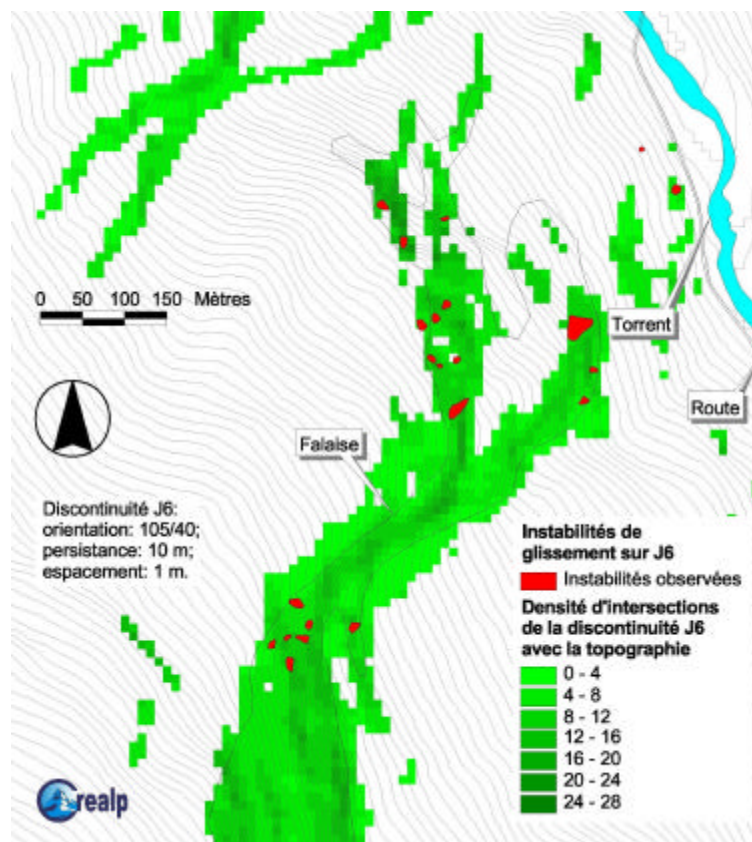 0 50 100 150 Mètres
Torrent
Route
Falaise
Discontinuité J6:
orientation: 105/40;
persistance: 10 m;
espacement: 1 m.
Instabilités de
glissement sur J6
Instabilités observées
Densité d'intersections
de la discontinuité J6
avec la topographie
0 - 4
4 - 8
8 - 12
12 - 16
16 - 20
20 - 24
24 - 28
Crealp